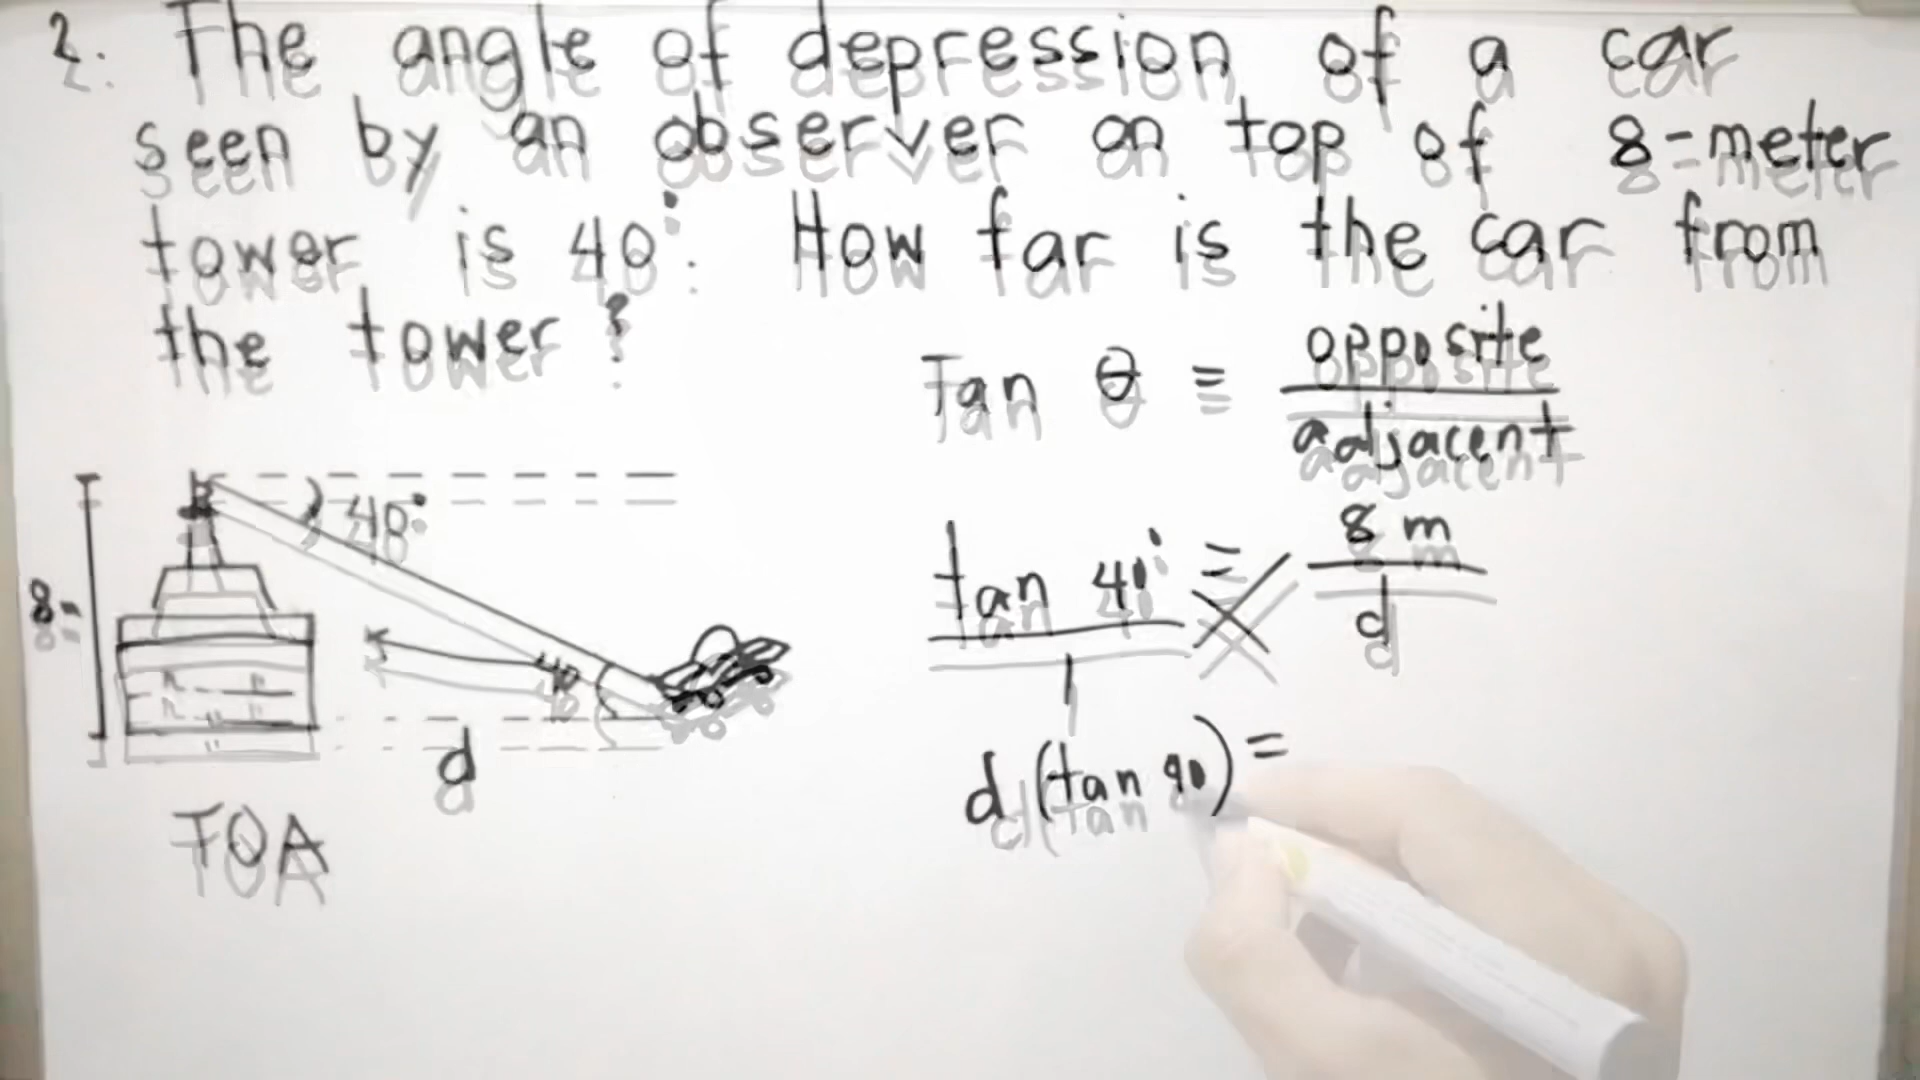 2. The angle of depression of a car
seen by an observer on top of 8-meter
tower is 40°. How far is the car from
the tower?
Tan θ = opposite
adjacent
40°
tan 40° = 8 m
1 d
8m
40
d
d (tan 40) =
TOA